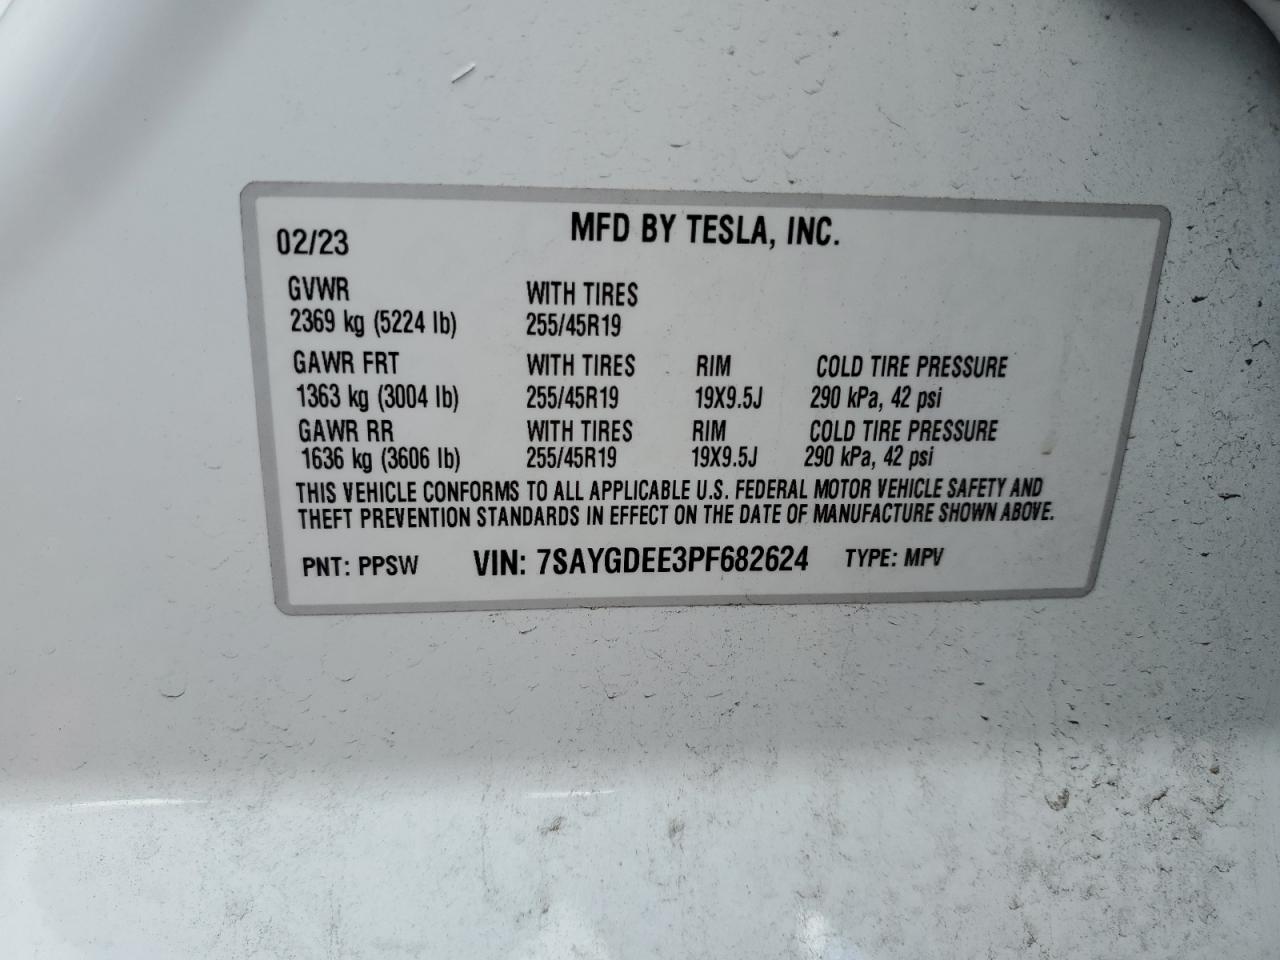 MFD BY TESLA, INC.
02/23
GVWR WITH TIRES
2369 kg (5224 lb) 255/45R19
GAWR FRT WITH TIRES RIM COLD TIRE PRESSURE
1363 kg (3004 lb) 255/45R19 19X9.5J 290 kPa, 42 psi
GAWR RR WITH TIRES RIM COLD TIRE PRESSURE
1636 kg (3606 lb) 255/45R19 19X9.5J 290 kPa, 42 psi
THIS VEHICLE CONFORMS TO ALL APPLICABLE U.S. FEDERAL MOTOR VEHICLE SAFETY AND
THEFT PREVENTION STANDARDS IN EFFECT ON THE DATE OF MANUFACTURE SHOWN ABOVE.
PNT: PPSW VIN: 7SAYGDEE3PF682624 TYPE: MPV